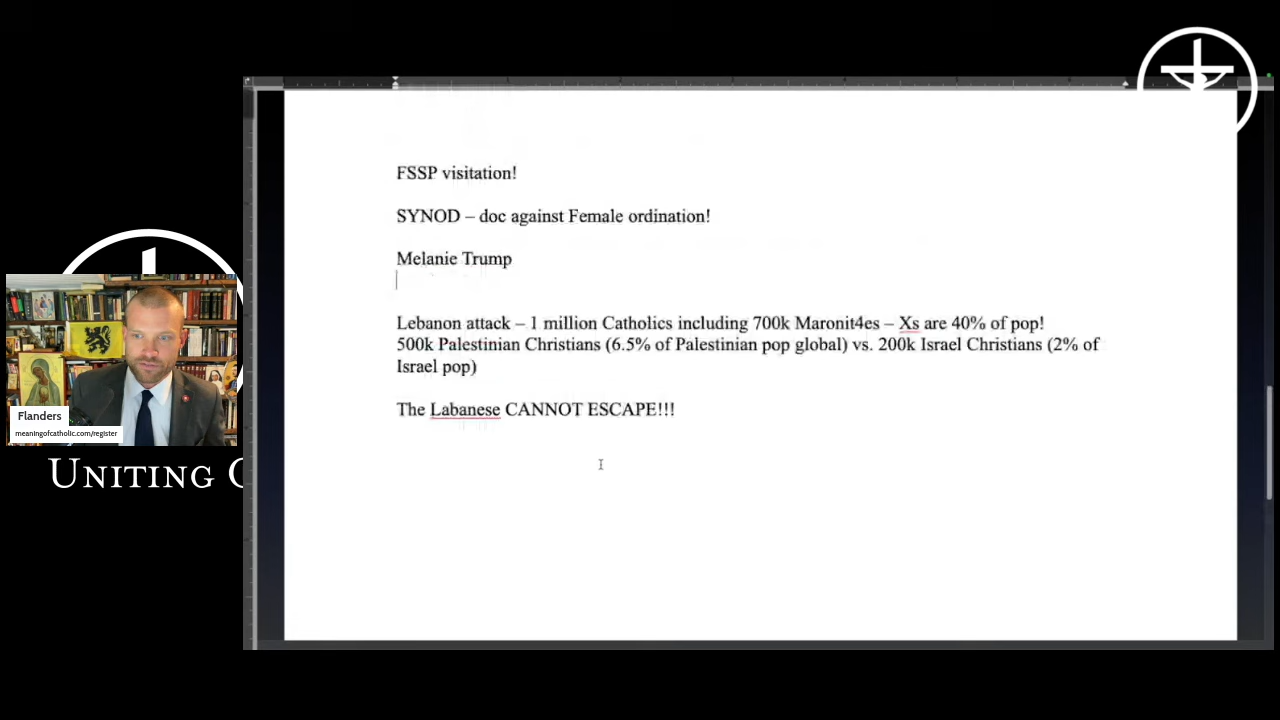 FSSP visitation!
SYNOD – doc against Female ordination!
Melanie Trump
Lebanon attack – 1 million Catholics including 700k Maronit4es – Xs are 40% of pop!
500k Palestinian Christians (6.5% of Palestinian pop global) vs. 200k Israel Christians (2% of
Israel pop)
The Labanese CANNOT ESCAPE!!!
Flanders
meaningofcatholic.com/register
UNITING